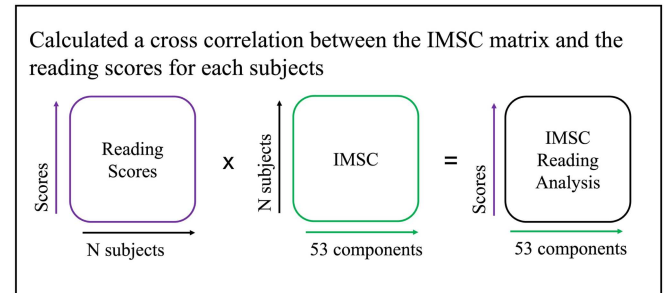 Calculated a cross correlation between the IMSC matrix and the
reading scores for each subjects
Scores
Reading
Scores
N subjects
x
N subjects
IMSC
53 components
=
Scores
IMSC
Reading
Analysis
53 components